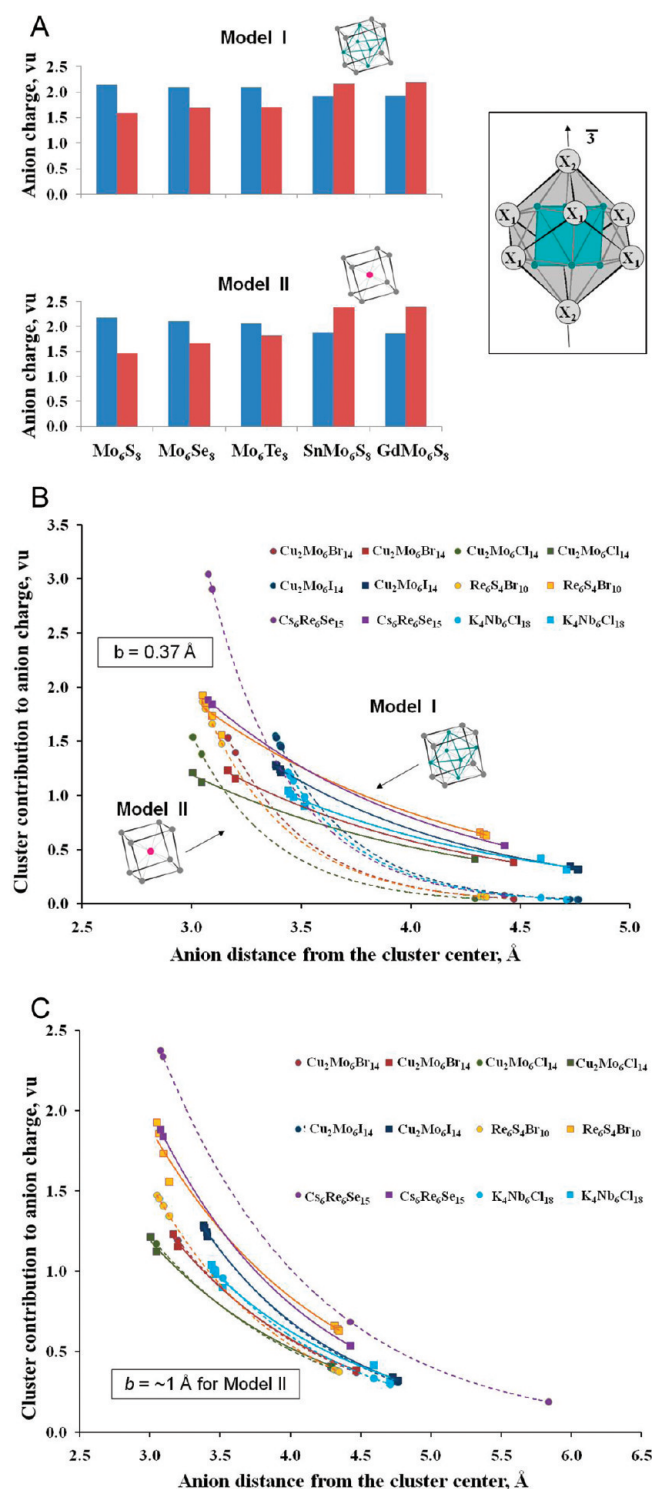 A
Model I
Anion charge, vu
2.5
2.0
1.5
1.0
0.5
0.0
Model II
Anion charge, vu
2.5
2.0
1.5
1.0
0.5
0.0
Mo6S8 Mo6Se8 Mo6Te8 SnMo6S8 GdMo6S8
3̅
X2
X1 X1 X1
X1 X1
X2
B
Cluster contribution to anion charge, vu
3.5
3.0
2.5
2.0
1.5
1.0
0.5
0.0
Cu2Mo6Br14 Cu2Mo6Br14 Cu2Mo6Cl14 Cu2Mo6Cl14
Cu2Mo6I14 Cu2Mo6I14 Re6S4Br10 Re6S4Br10
Cs6Re6Se15 Cs6Re6Se15 K4Nb6Cl18 K4Nb6Cl18
b = 0.37 Å
Model I
Model II
2.5 3.0 3.5 4.0 4.5 5.0
Anion distance from the cluster center, Å
C
Cluster contribution to anion charge, vu
2.5
2.0
1.5
1.0
0.5
0.0
Cu2Mo6Br14 Cu2Mo6Br14 Cu2Mo6Cl14 Cu2Mo6Cl14
Cu2Mo6I14 Cu2Mo6I14 Re6S4Br10 Re6S4Br10
Cs6Re6Se15 Cs6Re6Se15 K4Nb6Cl18 K4Nb6Cl18
b = ~1 Å for Model II
2.5 3.0 3.5 4.0 4.5 5.0 5.5 6.0 6.5
Anion distance from the cluster center, Å